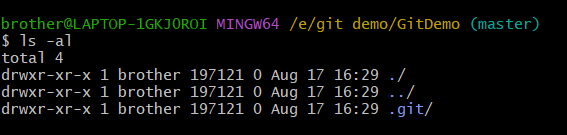 brother@LAPTOP-1GKJ0ROI MINGW64 /e/git demo/GitDemo (master)
$ ls -al
total 4
drwxr-xr-x 1 brother 197121 0 Aug 17 16:29 ./
drwxr-xr-x 1 brother 197121 0 Aug 17 16:29 ../
drwxr-xr-x 1 brother 197121 0 Aug 17 16:29 .git/